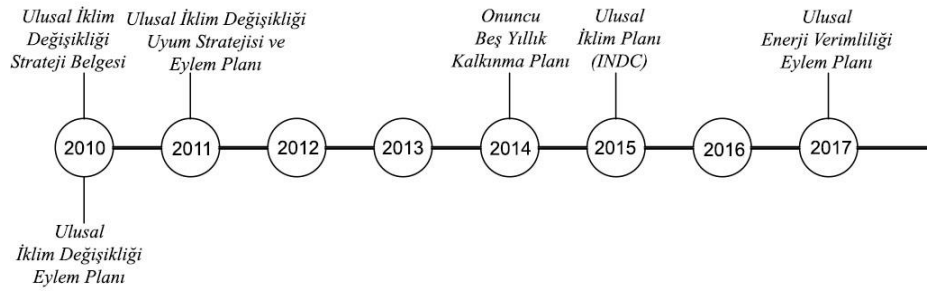 Ulusal İklim
Değişikliği
Strateji Belgesi
Ulusal İklim Değişikliği
Uyum Stratejisi ve
Eylem Planı
Onuncu
Beş Yıllık
Kalkınma Planı
Ulusal
İklim Planı
(INDC)
Ulusal
Enerji Verimliliği
Eylem Planı
2010
2011
2012
2013
2014
2015
2016
2017
Ulusal
İklim Değişikliği
Eylem Planı